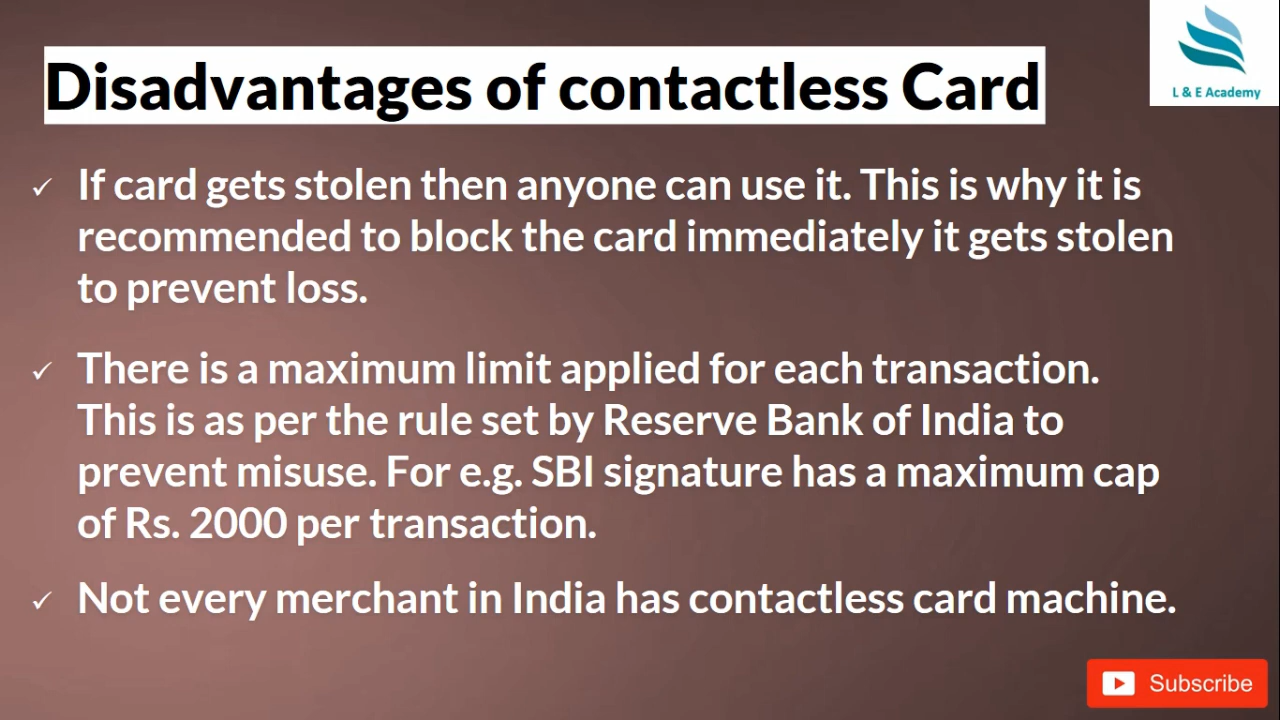 Disadvantages of contactless Card
L & E Academy
✓ If card gets stolen then anyone can use it. This is why it is
recommended to block the card immediately it gets stolen
to prevent loss.
✓ There is a maximum limit applied for each transaction.
This is as per the rule set by Reserve Bank of India to
prevent misuse. For e.g. SBI signature has a maximum cap
of Rs. 2000 per transaction.
✓ Not every merchant in India has contactless card machine.
Subscribe